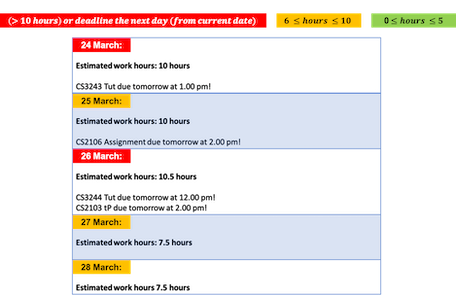 (> 10 hours) or deadline the next day (from current date)
6 ≤ hours ≤ 10
0 ≤ hours ≤ 5
24 March:
Estimated work hours: 10 hours
CS3243 Tut due tomorrow at 1.00 pm!
25 March:
Estimated work hours: 10 hours
CS2106 Assignment due tomorrow at 2.00 pm!
26 March:
Estimated work hours: 10.5 hours
CS3244 Tut due tomorrow at 12.00 pm!
CS2103 tP due tomorrow at 2.00 pm!
27 March:
Estimated work hours: 7.5 hours
28 March:
Estimated work hours 7.5 hours